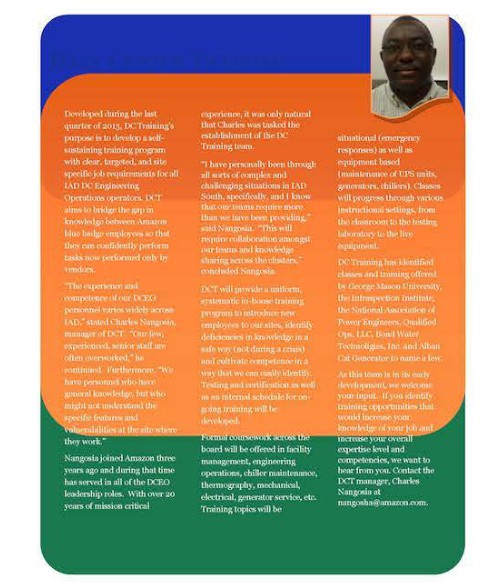 Developed during the last
quarter of 2015, DC Training's
purpose is to develop a self-
sustaining training program
with clear, targeted, and site
specific job requirements for all
IAD DC Engineering
Operations operators. DCT
aims to bridge the gap in
knowledge between Amazon
blue badge employees so that
they can confidently perform
tasks now performed only by
vendors.
"The experience and
competence of our DCEO
personnel varies widely across
IAD," stated Charles Nangosia,
manager of DCT. "Our few,
experienced, senior staff are
often overworked," he
continued. Furthermore, "We
have personnel who have
general knowledge, but who
might not understand the
specific features and
vulnerabilities at the site where
they work."
Nangosia joined Amazon three
years ago and during that time
has served in all of the DCEO
leadership roles. With over 20
years of mission critical
experience, it was only natural
that Charles was tasked the
establishment of the DC
Training team.
"I have personally been through
all sorts of complex and
challenging situations in IAD
South, specifically, and I know
that our teams require more
than we have been providing,"
said Nangosia. "This will
require collaboration amongst
our teams and knowledge
sharing across the clusters,"
concluded Nangosia.
DCT will provide a uniform,
systematic in-house training
program to introduce new
employees to our sites, identify
deficiencies in knowledge in a
safe way (not during a crisis)
and cultivate competence in a
way that we can easily identify.
Testing and certification as well
as an internal schedule for on-
going training will be
developed.
Formal coursework across the
board will be offered in facility
management, engineering
operations, chiller maintenance,
thermography, mechanical,
electrical, generator service, etc.
Training topics will be
situational (emergency
responses) as well as
equipment based
(maintenance of UPS units,
generators, chillers). Classes
will progress through various
instructional settings, from
the classroom to the testing
laboratory to the live
equipment.
DC Training has identified
classes and training offered
by George Mason University,
the Infraspection Institute,
the National Association of
Power Engineers, Qualified
Ops, LLC, Bond Water
Technoligies, Inc. and Alban
Cat Generator to name a few.
As this team is in its early
development, we welcome
your input. If you identify
training opportunities that
would increase your
knowledge of your job and
increase your overall
expertise level and
competencies, we want to
hear from you. Contact the
DCT manager, Charles
Nangosia at
nangosha@amazon.com.